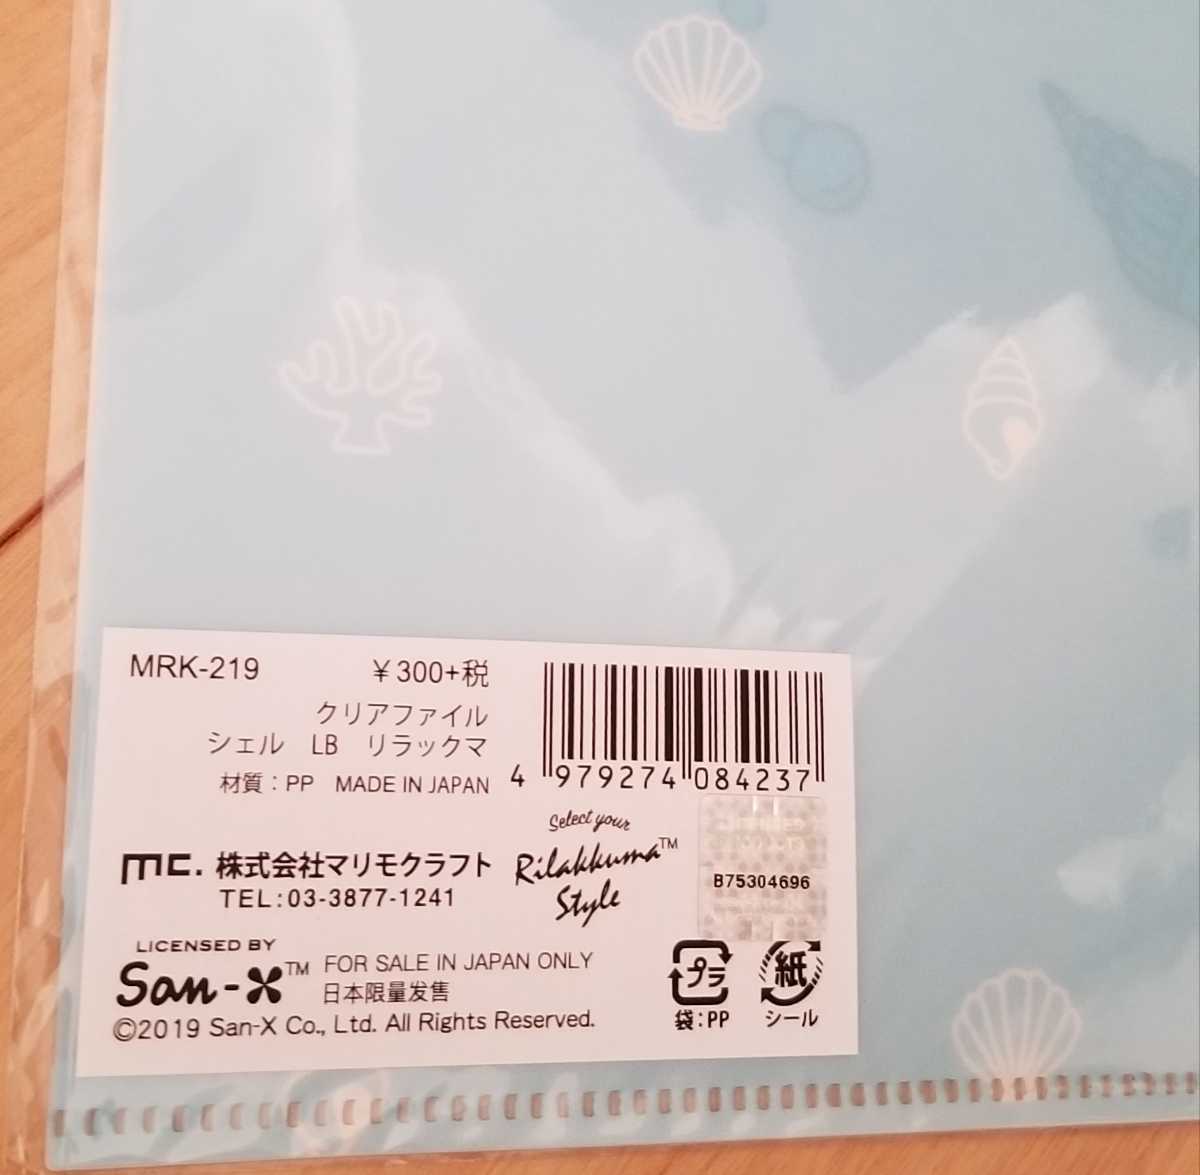 MRK-219 ¥300+税
クリアファイル
シェル LB リラックマ
材質：PP MADE IN JAPAN
4 979274 084237
mc. 株式会社マリモクラフト
TEL:03-3877-1241
Select your
Rilakkuma™
Style
B75304696
LICENSED BY
San-X™ FOR SALE IN JAPAN ONLY
日本限量发售
©2019 San-X Co., Ltd. All Rights Reserved.
プラ
袋：PP
紙
シール